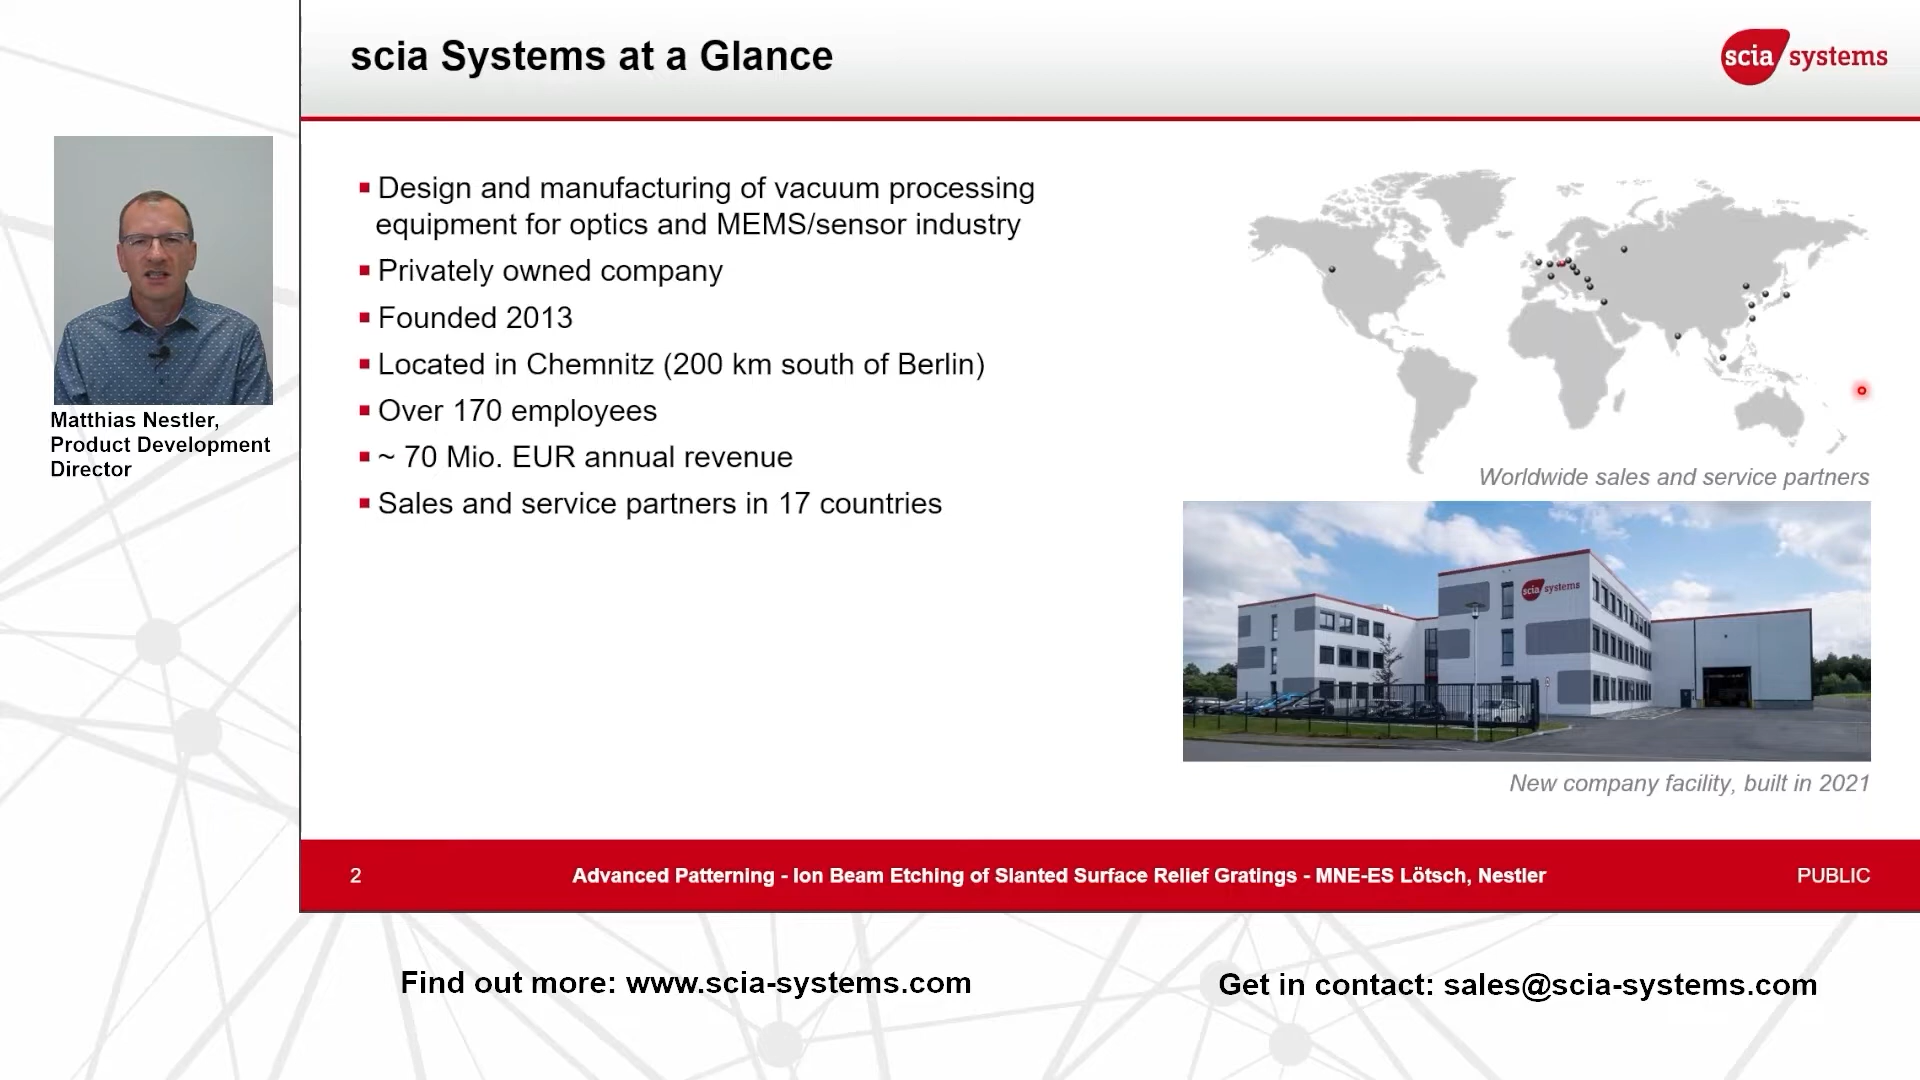 scia Systems at a Glance
scia systems
Matthias Nestler,
Product Development
Director
▪ Design and manufacturing of vacuum processing
equipment for optics and MEMS/sensor industry
▪ Privately owned company
▪ Founded 2013
▪ Located in Chemnitz (200 km south of Berlin)
▪ Over 170 employees
▪ ~ 70 Mio. EUR annual revenue
▪ Sales and service partners in 17 countries
Worldwide sales and service partners
scia systems
New company facility, built in 2021
2
Advanced Patterning - Ion Beam Etching of Slanted Surface Relief Gratings - MNE-ES Lötsch, Nestler
PUBLIC
Find out more: www.scia-systems.com
Get in contact: sales@scia-systems.com